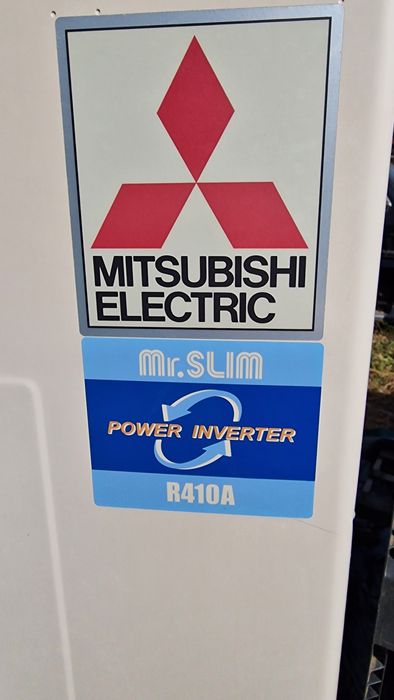 MITSUBISHI
ELECTRIC
Mr.SLIM
POWER INVERTER
R410A